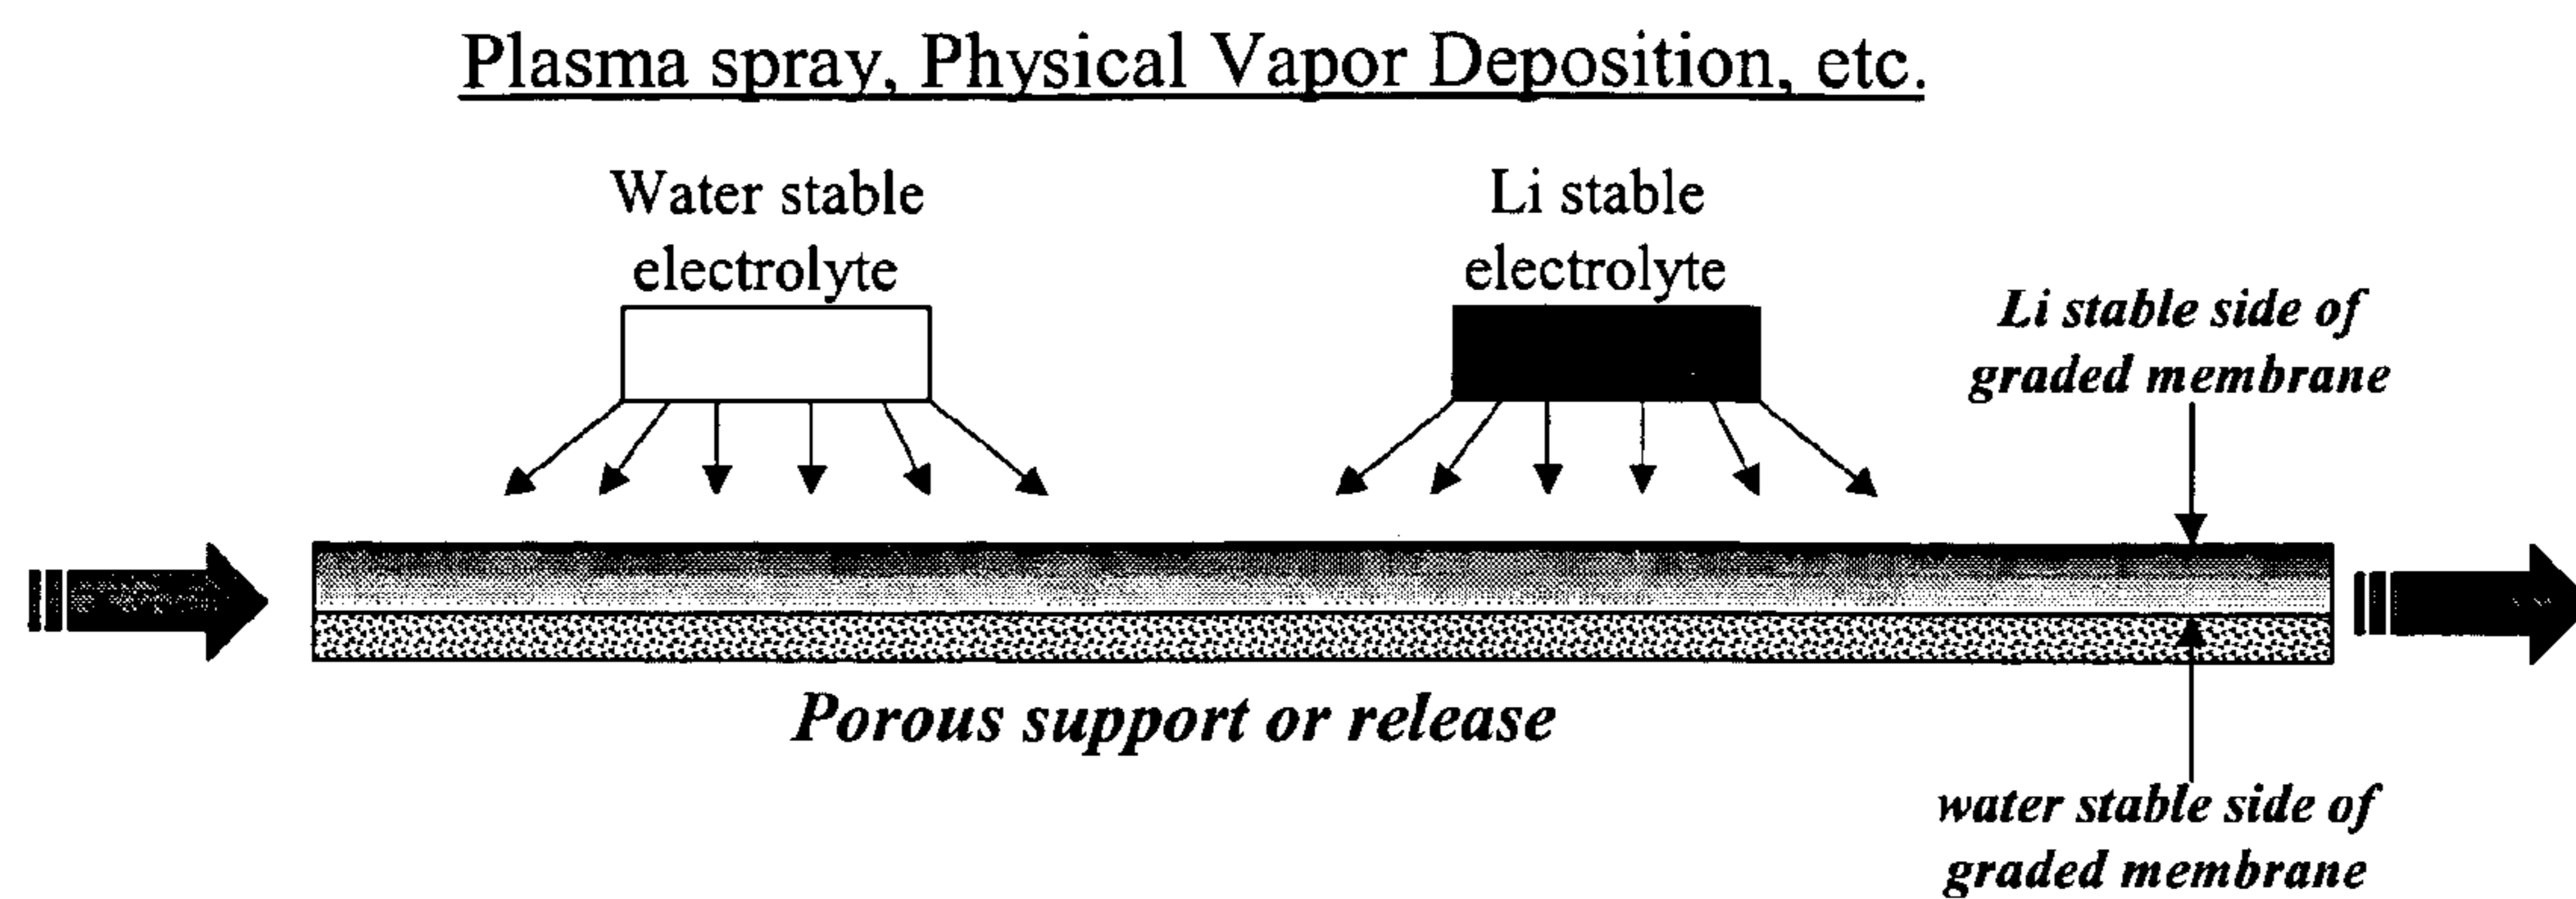 Plasma spray, Physical Vapor Deposition, etc.
Water stable
electrolyte
Li stable
electrolyte
Li stable side of
graded membrane
Porous support or release
water stable side of
graded membrane